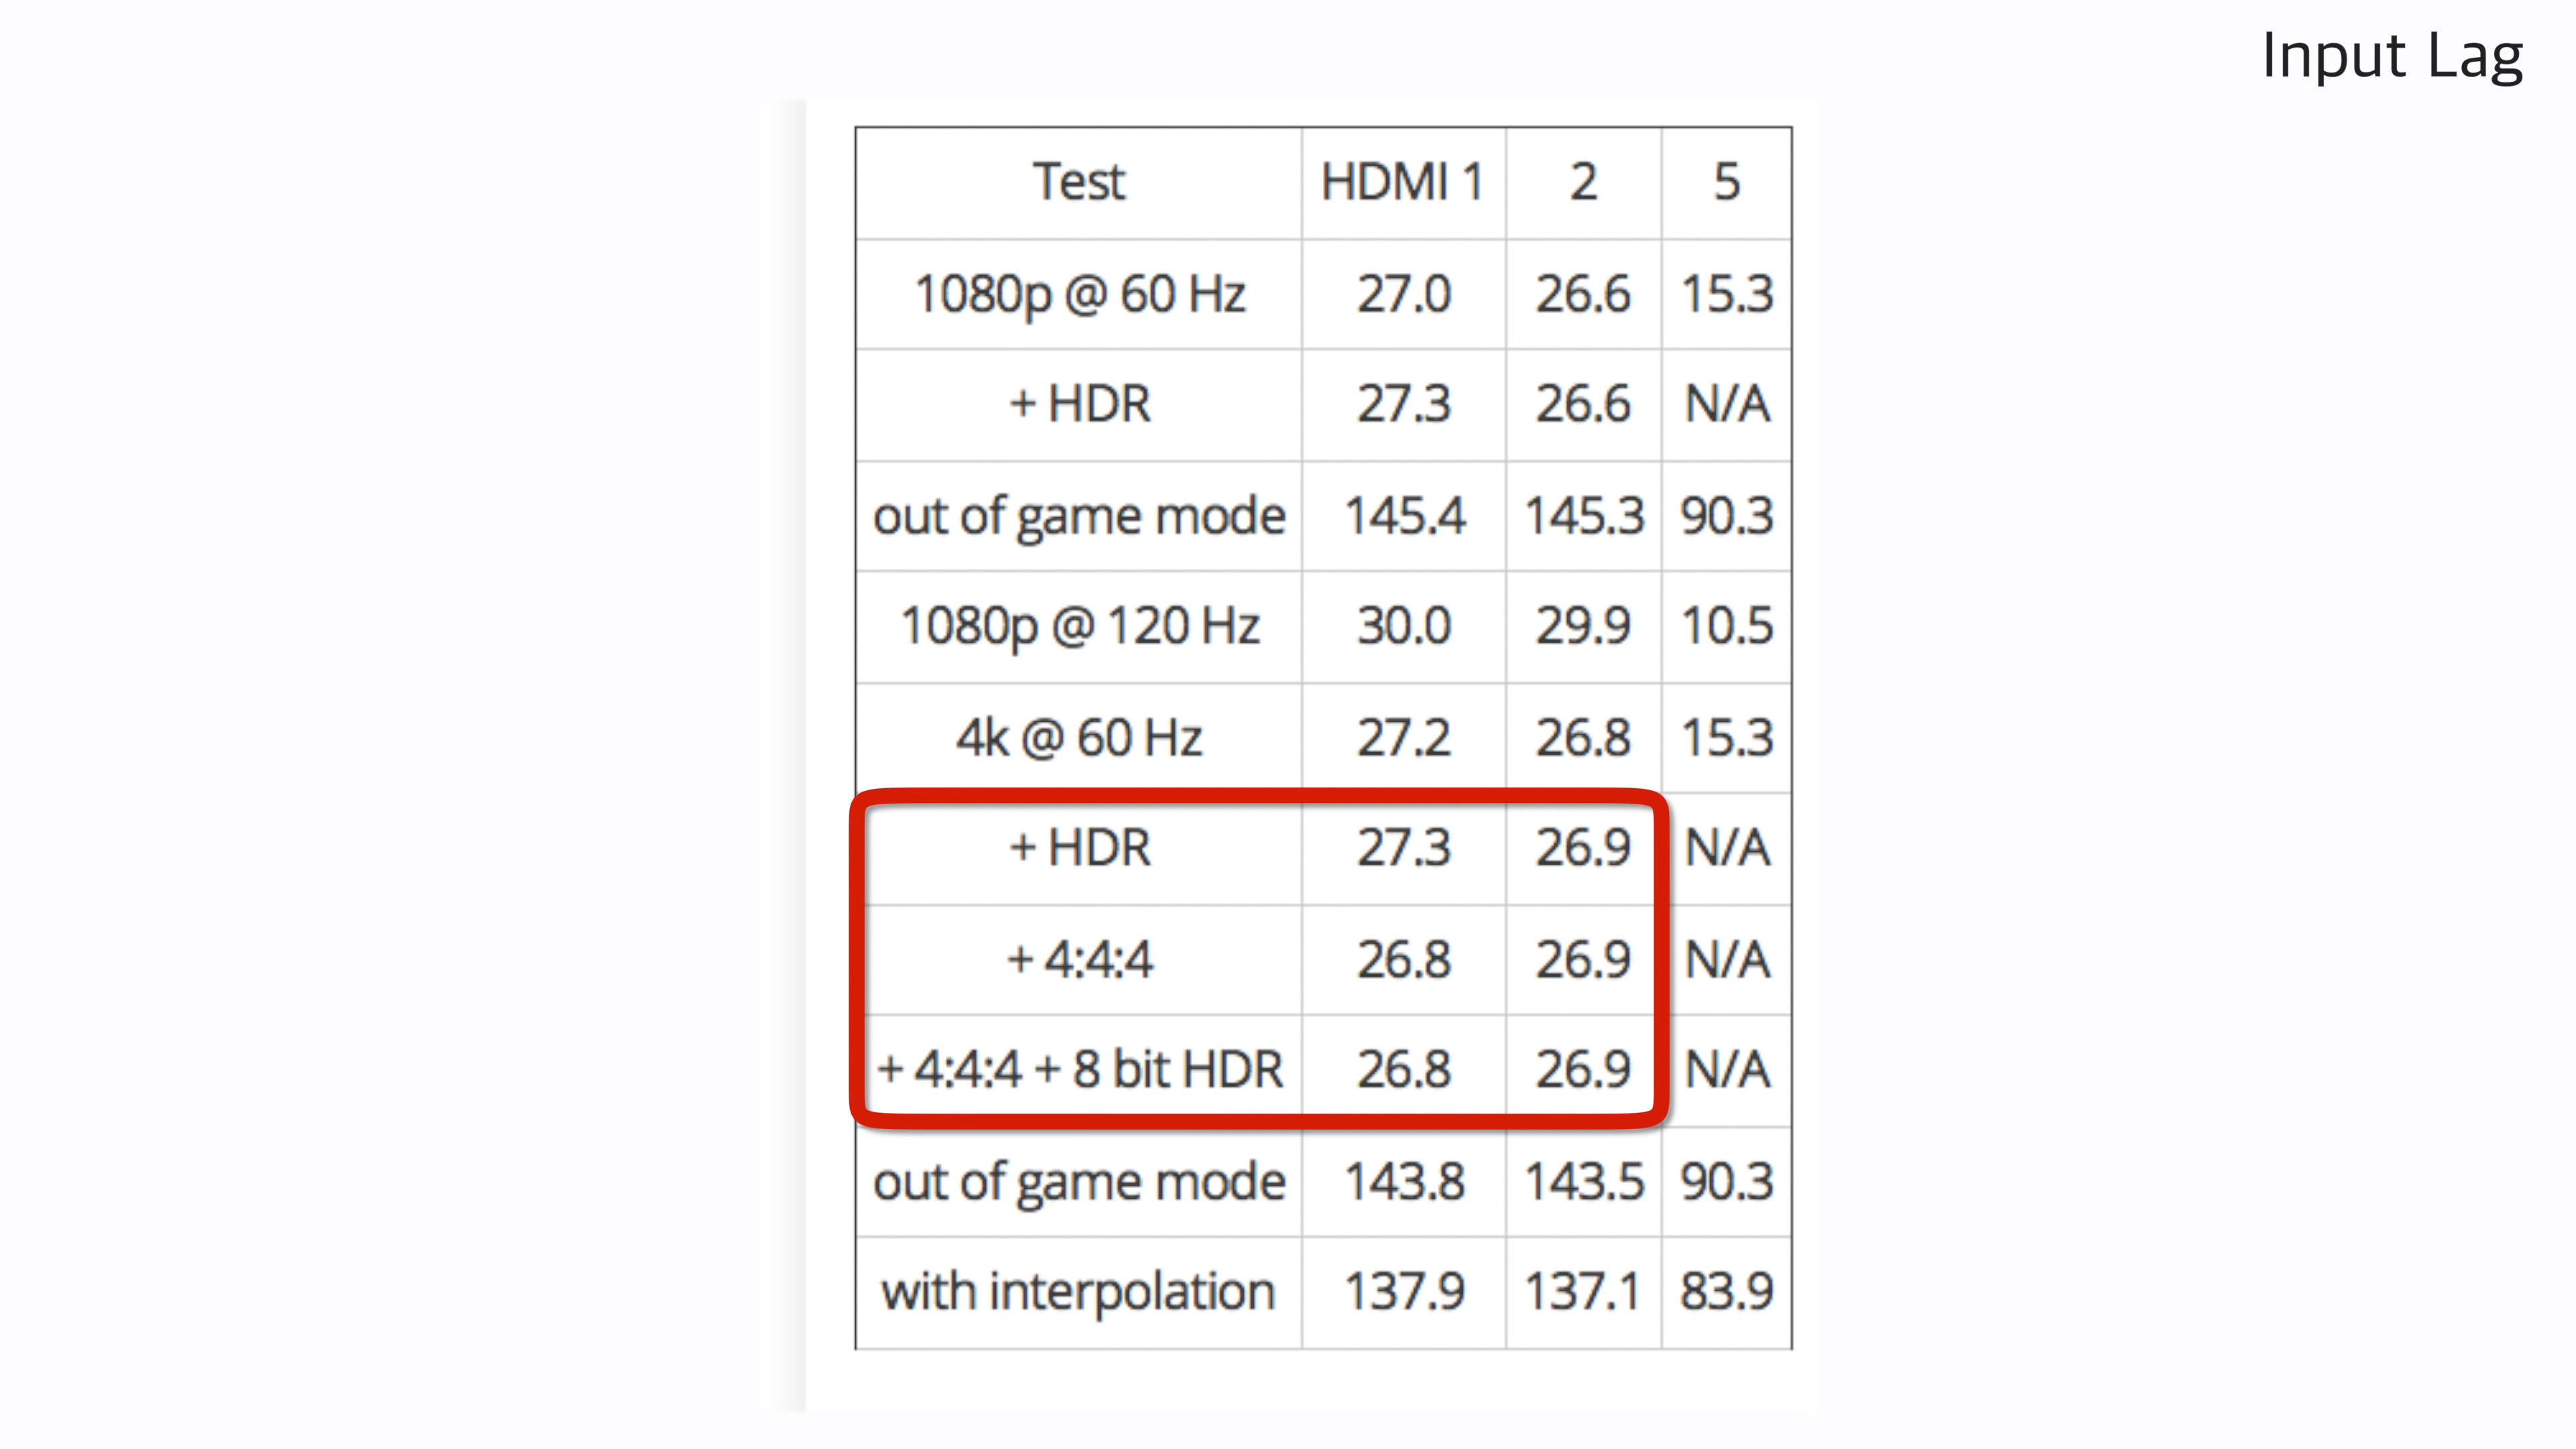 Input Lag
Test HDMI 1 2 5
1080p @ 60 Hz 27.0 26.6 15.3
+ HDR 27.3 26.6 N/A
out of game mode 145.4 145.3 90.3
1080p @ 120 Hz 30.0 29.9 10.5
4k @ 60 Hz 27.2 26.8 15.3
+ HDR 27.3 26.9 N/A
+ 4:4:4 26.8 26.9 N/A
+ 4:4:4 + 8 bit HDR 26.8 26.9 N/A
out of game mode 143.8 143.5 90.3
with interpolation 137.9 137.1 83.9